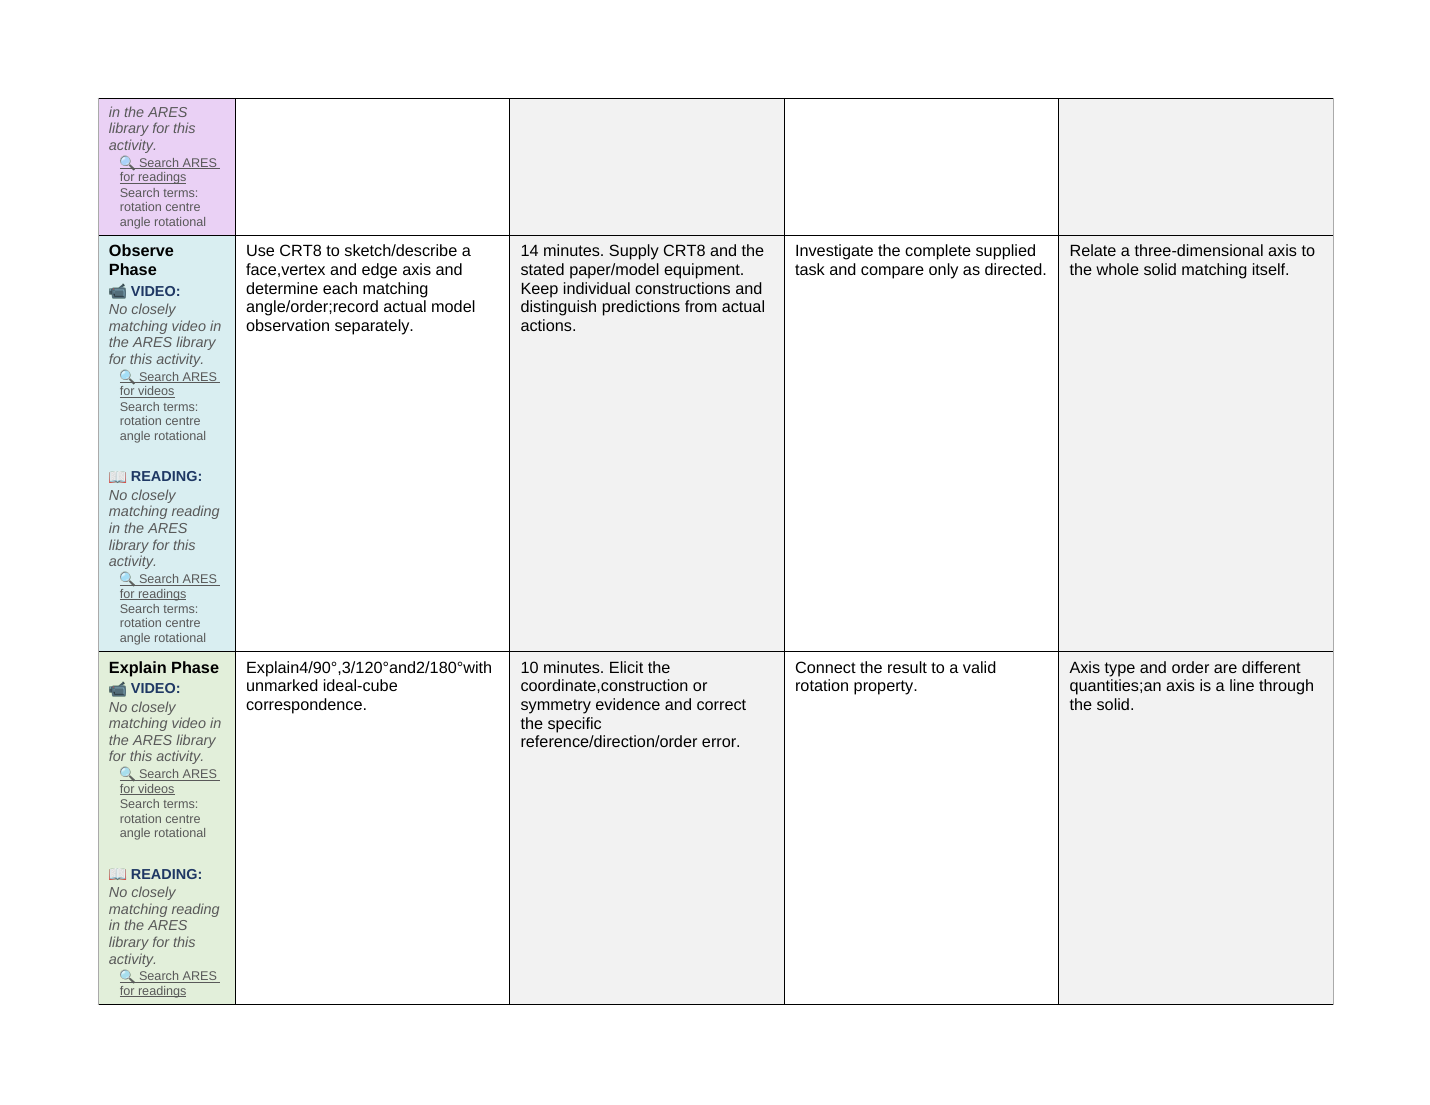 in the ARES
library for this
activity.
🔍 Search ARES
for readings
Search terms:
rotation centre
angle rotational
Observe
Phase
📹 VIDEO:
No closely
matching video in
the ARES library
for this activity.
🔍 Search ARES
for videos
Search terms:
rotation centre
angle rotational
📖 READING:
No closely
matching reading
in the ARES
library for this
activity.
🔍 Search ARES
for readings
Search terms:
rotation centre
angle rotational
Use CRT8 to sketch/describe a
face,vertex and edge axis and
determine each matching
angle/order;record actual model
observation separately.
14 minutes. Supply CRT8 and the
stated paper/model equipment.
Keep individual constructions and
distinguish predictions from actual
actions.
Investigate the complete supplied
task and compare only as directed.
Relate a three-dimensional axis to
the whole solid matching itself.
Explain Phase
📹 VIDEO:
No closely
matching video in
the ARES library
for this activity.
🔍 Search ARES
for videos
Search terms:
rotation centre
angle rotational
📖 READING:
No closely
matching reading
in the ARES
library for this
activity.
🔍 Search ARES
for readings
Explain4/90°,3/120°and2/180°with
unmarked ideal-cube
correspondence.
10 minutes. Elicit the
coordinate,construction or
symmetry evidence and correct
the specific
reference/direction/order error.
Connect the result to a valid
rotation property.
Axis type and order are different
quantities;an axis is a line through
the solid.